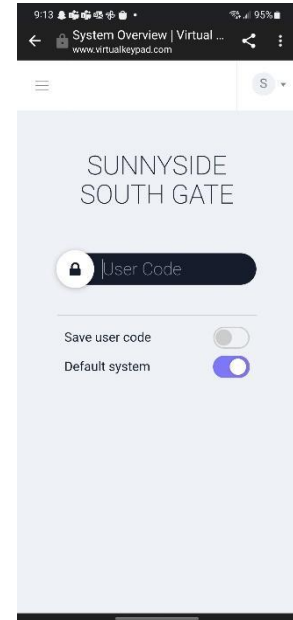 9:13
95%
System Overview | Virtual ...
www.virtualkeypad.com
S
SUNNYSIDE
SOUTH GATE
User Code
Save user code
Default system